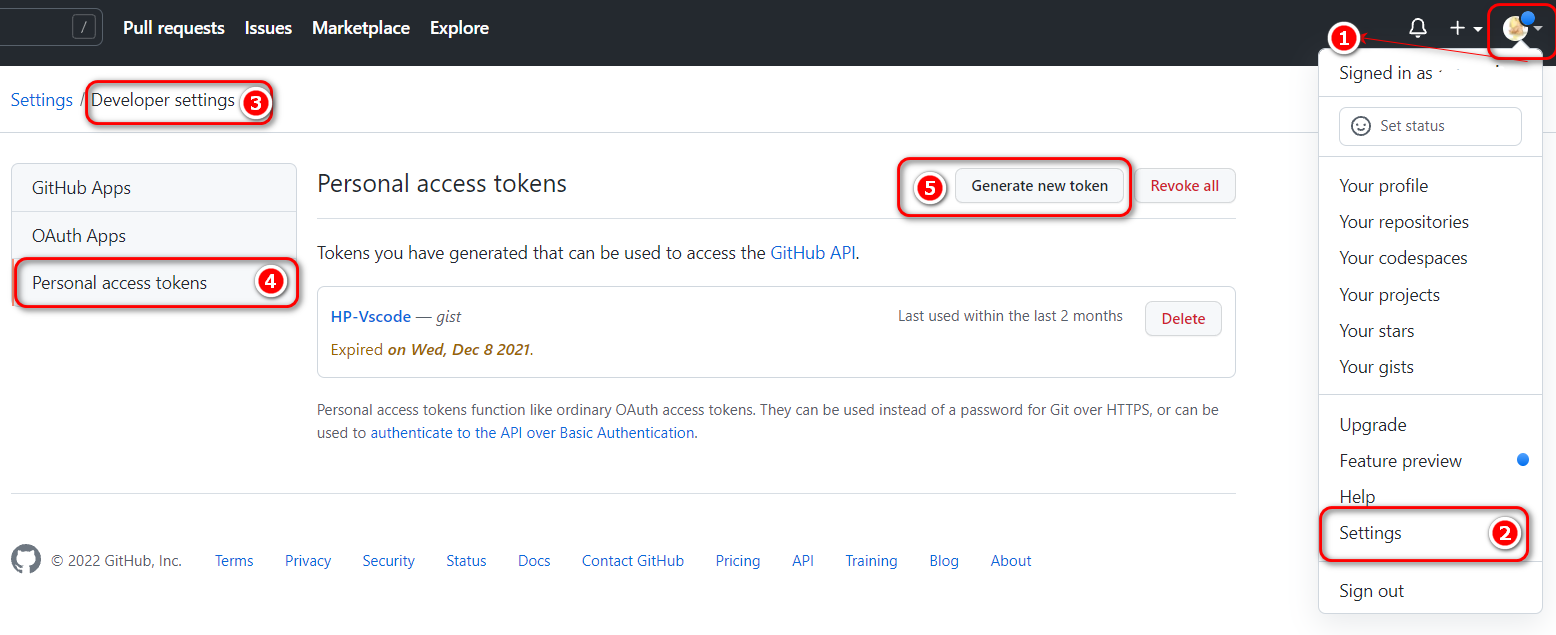 /
Pull requests
Issues
Marketplace
Explore
1
Signed in as
Settings / Developer settings
3
Set status
GitHub Apps
OAuth Apps
Personal access tokens
4
Personal access tokens
5
Generate new token
Revoke all
Tokens you have generated that can be used to access the GitHub API.
HP-Vscode — gist
Last used within the last 2 months
Delete
Expired on Wed, Dec 8 2021.
Personal access tokens function like ordinary OAuth access tokens. They can be used instead of a password for Git over HTTPS, or can be
used to authenticate to the API over Basic Authentication.
Your profile
Your repositories
Your codespaces
Your projects
Your stars
Your gists
Upgrade
Feature preview
Help
Settings
2
Sign out
© 2022 GitHub, Inc.
Terms
Privacy
Security
Status
Docs
Contact GitHub
Pricing
API
Training
Blog
About